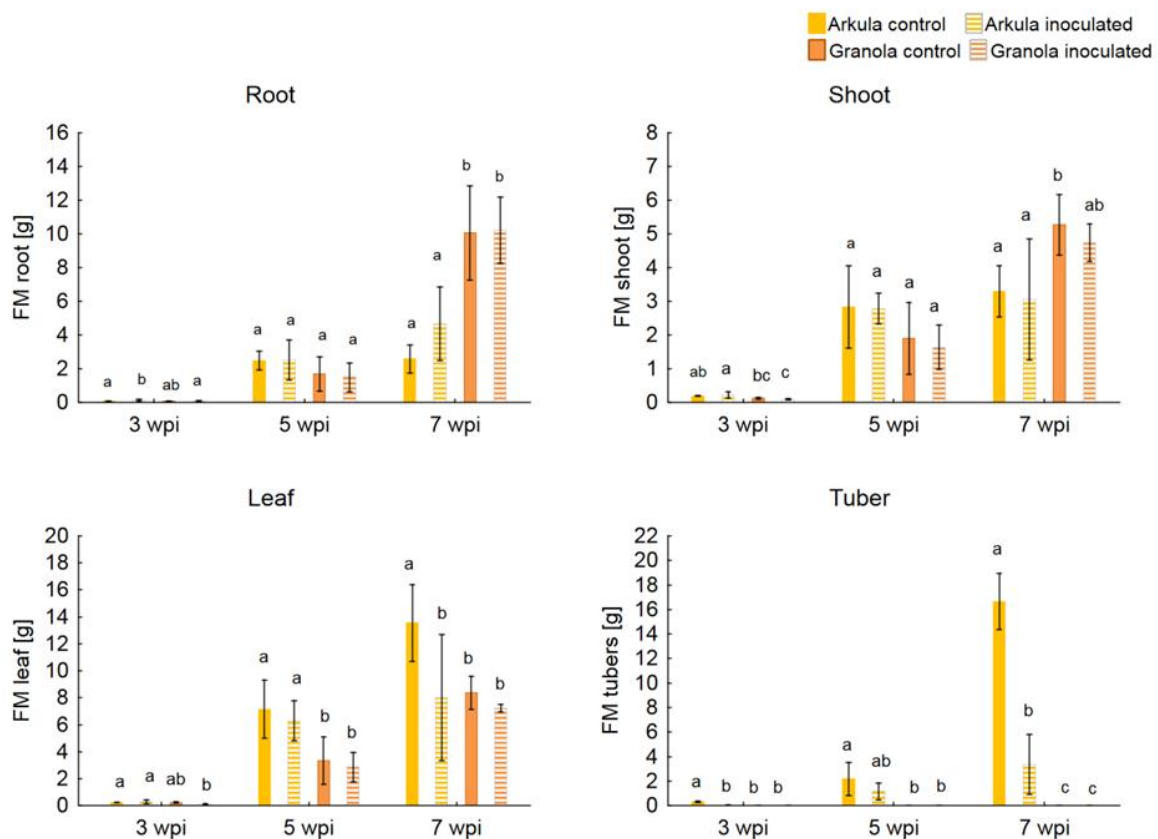 Arkula control Arkula inoculated
Granola control Granola inoculated
Root
FM root [g]
16
14
12
10
8
6
4
2
0
a b ab a
a a a a
a a b b
3 wpi 5 wpi 7 wpi
Shoot
FM shoot [g]
8
7
6
5
4
3
2
1
0
ab a bc c
a a a a
a a b ab
3 wpi 5 wpi 7 wpi
Leaf
FM leaf [g]
20
18
16
14
12
10
8
6
4
2
0
a a ab b
a a b b
a b b b
3 wpi 5 wpi 7 wpi
Tuber
FM tubers [g]
22
20
18
16
14
12
10
8
6
4
2
0
a b b b
a ab b b
a b c c
3 wpi 5 wpi 7 wpi